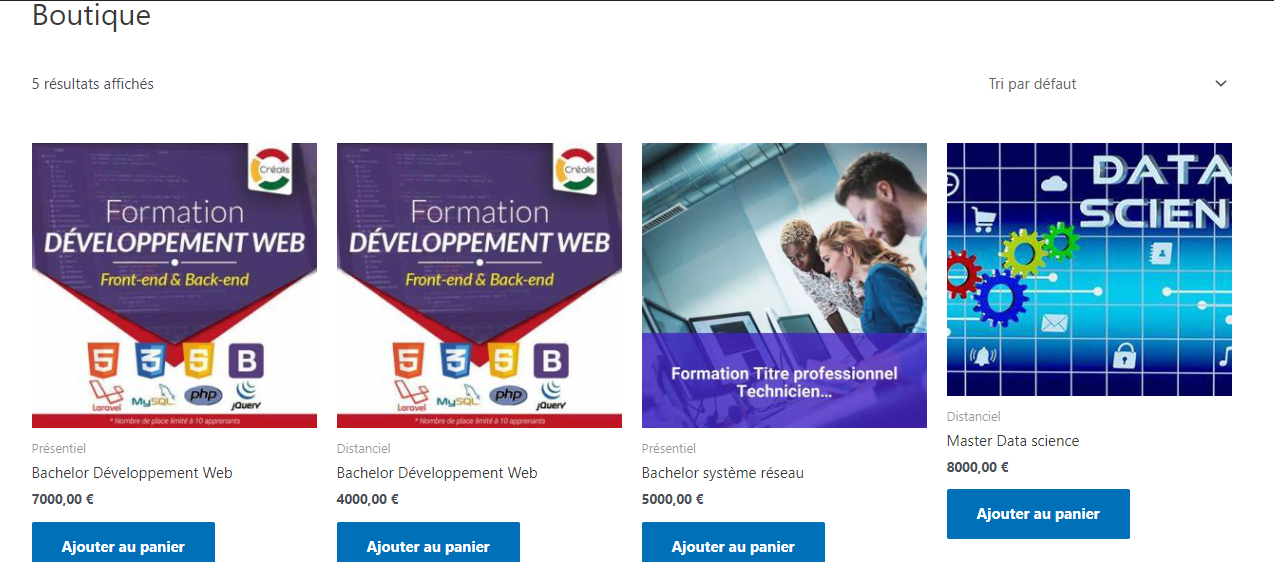 Boutique
5 résultats affichés
Tri par défaut
Créalis
Formation
DÉVELOPPEMENT WEB
Front-end & Back-end
5
3
5
B
Laravel
MySQL
php
jQuery
* Nombre de place limité à 10 apprenants
Présentiel
Bachelor Développement Web
7000,00 €
Ajouter au panier
Créalis
Formation
DÉVELOPPEMENT WEB
Front-end & Back-end
5
3
5
B
Laravel
MySQL
php
jQuery
* Nombre de place limité à 10 apprenants
Distanciel
Bachelor Développement Web
4000,00 €
Ajouter au panier
Formation Titre professionnel
Technicien...
Présentiel
Bachelor système réseau
5000,00 €
Ajouter au panier
DATA
SCIEN
Distanciel
Master Data science
8000,00 €
Ajouter au panier